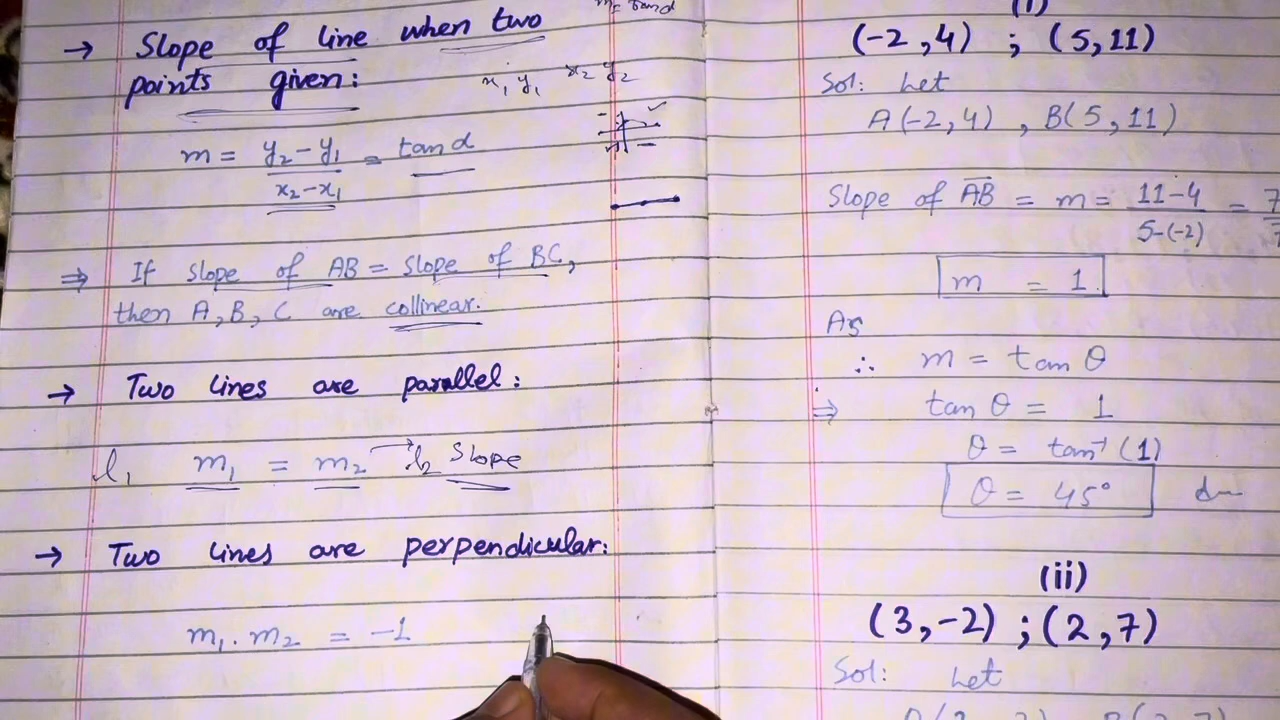 m = tan α
→ Slope of line when two
points given:
x₁ y₁ x₂ y₂
m = y₂ - y₁ / x₂ - x₁ = tan α
⇒ If slope of AB = slope of BC,
then A, B, C are collinear.
→ Two lines are parallel:
l₁ m₁ = m₂ → l₂ Slope
→ Two lines are perpendicular:
m₁ . m₂ = -1
(i)
(-2, 4) ; (5, 11)
Sol: Let
A(-2, 4) , B(5, 11)
Slope of AB = m = 11-4 / 5-(-2) = 7/7
m = 1.
As
∴ m = tan θ
⇒ tan θ = 1
θ = tan⁻¹ (1)
θ = 45°
(ii)
(3, -2) ; (2, 7)
Sol: Let